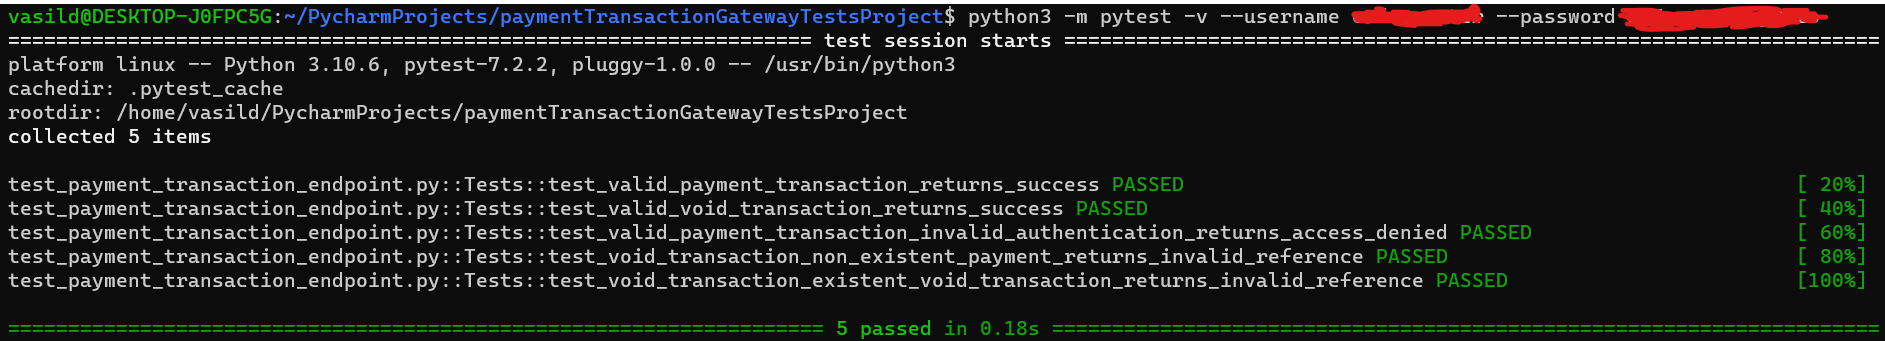 vasild@DESKTOP-J0FPC5G:~/PycharmProjects/paymentTransactionGatewayTestsProject$ python3 -m pytest -v --username --password
============================== test session starts ==============================
platform linux -- Python 3.10.6, pytest-7.2.2, pluggy-1.0.0 -- /usr/bin/python3
cachedir: .pytest_cache
rootdir: /home/vasild/PycharmProjects/paymentTransactionGatewayTestsProject
collected 5 items
test_payment_transaction_endpoint.py::Tests::test_valid_payment_transaction_returns_success PASSED [ 20%]
test_payment_transaction_endpoint.py::Tests::test_valid_void_transaction_returns_success PASSED [ 40%]
test_payment_transaction_endpoint.py::Tests::test_valid_payment_transaction_invalid_authentication_returns_access_denied PASSED [ 60%]
test_payment_transaction_endpoint.py::Tests::test_void_transaction_non_existent_payment_returns_invalid_reference PASSED [ 80%]
test_payment_transaction_endpoint.py::Tests::test_void_transaction_existent_void_transaction_returns_invalid_reference PASSED [100%]
============================== 5 passed in 0.18s ==============================